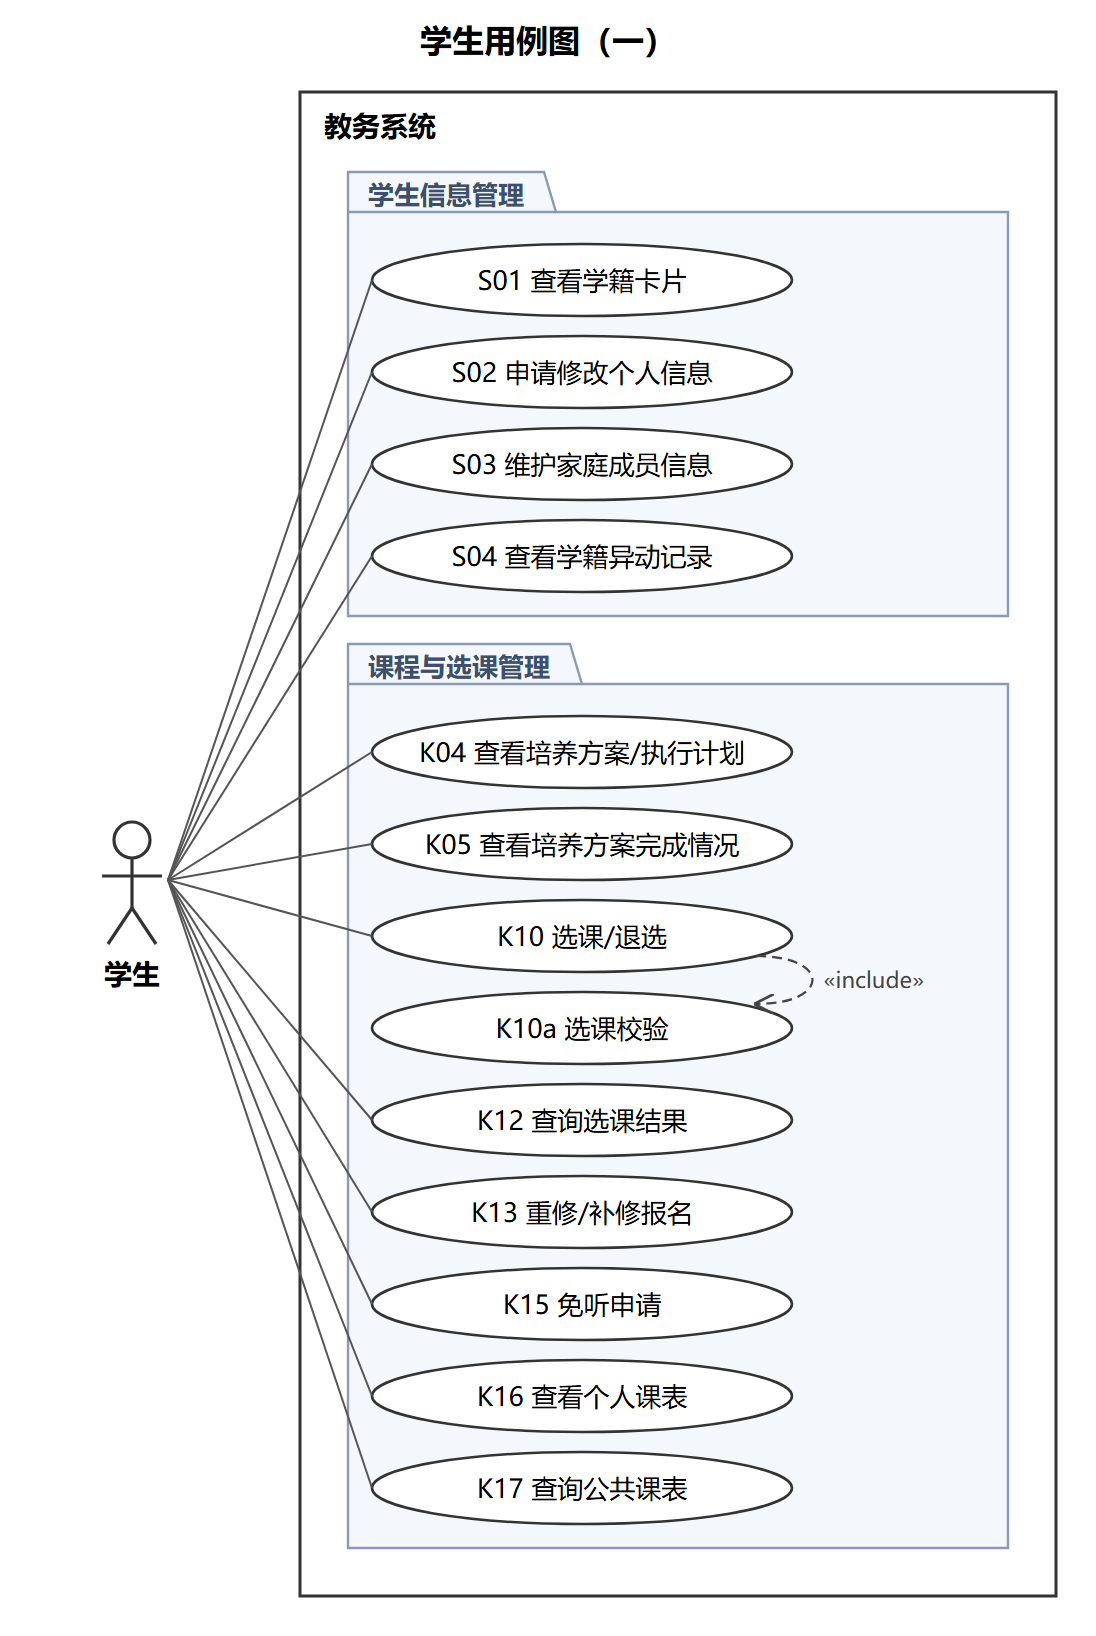 学生用例图（一）
教务系统
学生信息管理
S01 查看学籍卡片
S02 申请修改个人信息
S03 维护家庭成员信息
S04 查看学籍异动记录
课程与选课管理
K04 查看培养方案/执行计划
K05 查看培养方案完成情况
K10 选课/退选
«include»
K10a 选课校验
K12 查询选课结果
K13 重修/补修报名
K15 免听申请
K16 查看个人课表
K17 查询公共课表
学生